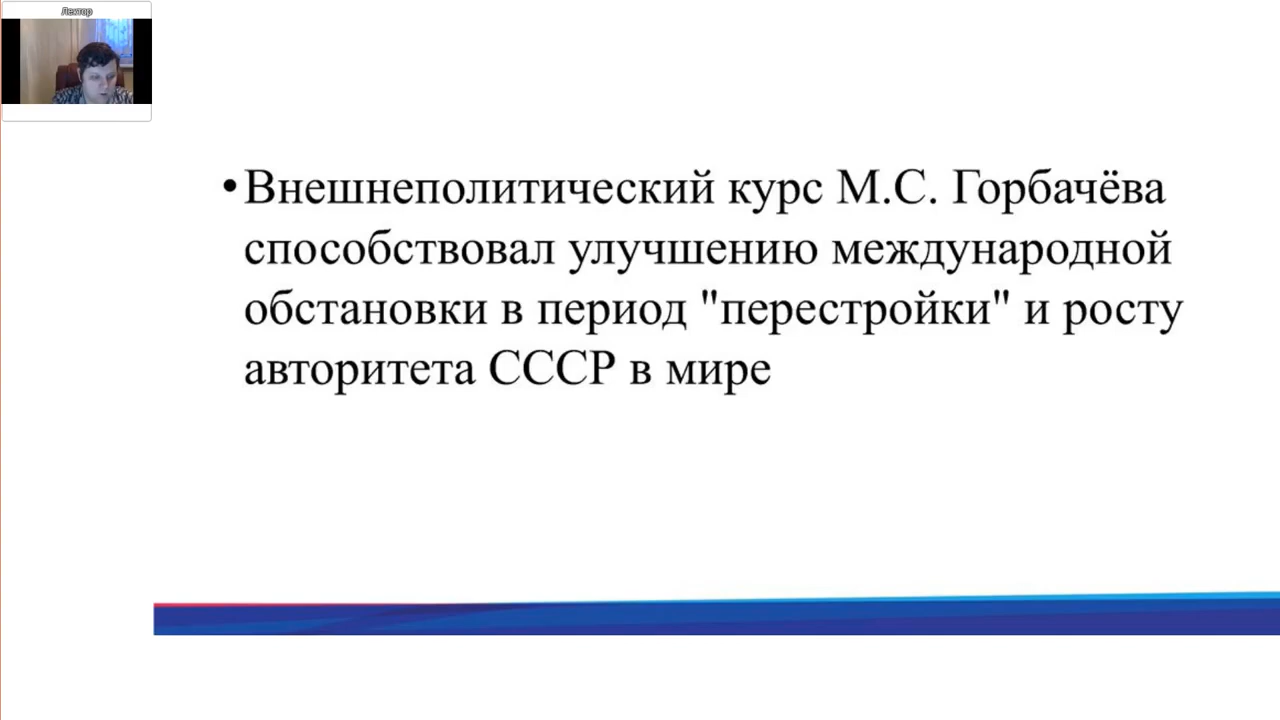 Лектор
•Внешнеполитический курс М.С. Горбачёва
способствовал улучшению международной
обстановки в период "перестройки" и росту
авторитета СССР в мире